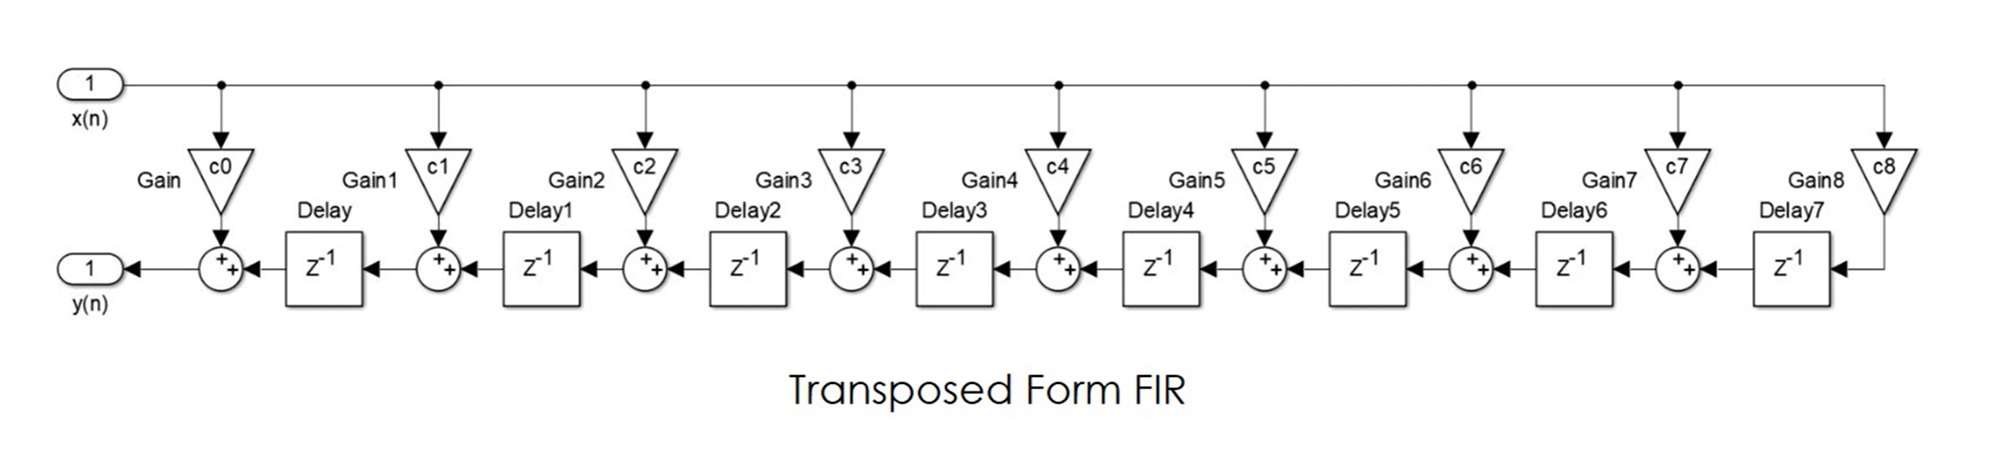 1
x(n)
c0 c1 c2 c3 c4 c5 c6 c7 c8
Gain Gain1 Gain2 Gain3 Gain4 Gain5 Gain6 Gain7 Gain8
Delay Delay1 Delay2 Delay3 Delay4 Delay5 Delay6 Delay7
1 ++ z⁻¹ ++ z⁻¹ ++ z⁻¹ ++ z⁻¹ ++ z⁻¹ ++ z⁻¹ ++ z⁻¹ ++ z⁻¹
y(n)
Transposed Form FIR